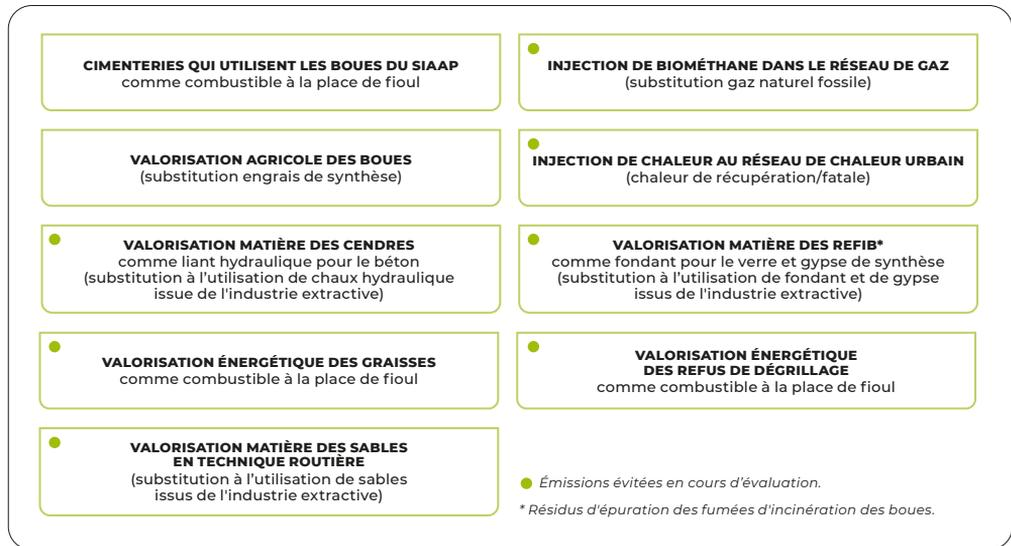 CIMENTERIES QUI UTILISENT LES BOUES DU SIAAP
comme combustible à la place de fioul
INJECTION DE BIOMÉTHANE DANS LE RÉSEAU DE GAZ
(substitution gaz naturel fossile)
VALORISATION AGRICOLE DES BOUES
(substitution engrais de synthèse)
INJECTION DE CHALEUR AU RÉSEAU DE CHALEUR URBAIN
(chaleur de récupération/fatale)
VALORISATION MATIÈRE DES CENDRES
comme liant hydraulique pour le béton
(substitution à l'utilisation de chaux hydraulique
issue de l'industrie extractive)
VALORISATION MATIÈRE DES REFIB*
comme fondant pour le verre et gypse de synthèse
(substitution à l'utilisation de fondant et de gypse
issus de l'industrie extractive)
VALORISATION ÉNERGÉTIQUE DES GRAISSES
comme combustible à la place de fioul
VALORISATION ÉNERGÉTIQUE
DES REFUS DE DÉGRILLAGE
comme combustible à la place de fioul
VALORISATION MATIÈRE DES SABLES
EN TECHNIQUE ROUTIÈRE
(substitution à l'utilisation de sables
issus de l'industrie extractive)
Émissions évitées en cours d'évaluation.
* Résidus d'épuration des fumées d'incinération des boues.